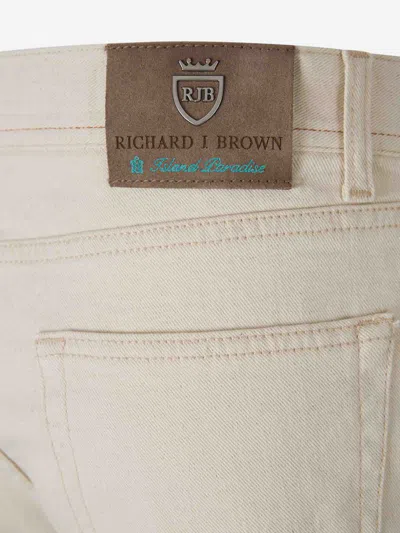 RJB
RICHARD J BROWN
Island Paradise